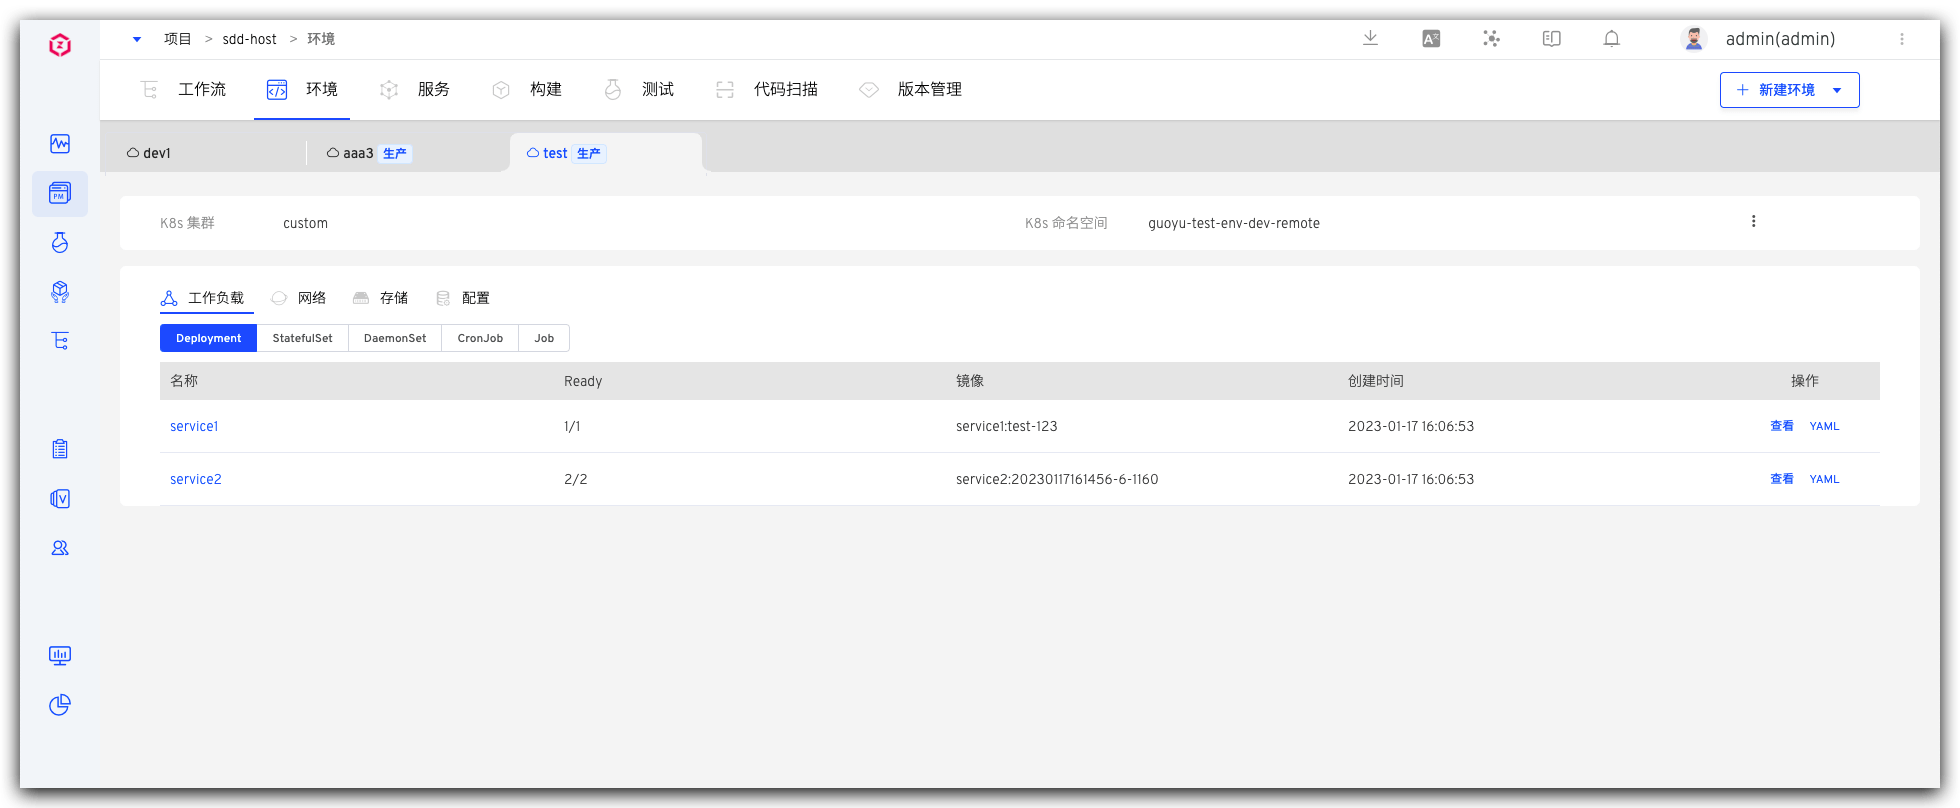 项目 > sdd-host > 环境
admin(admin)
工作流 环境 服务 构建 测试 代码扫描 版本管理
+ 新建环境
dev1 aaa3 生产 test 生产
PM
K8s 集群 custom K8s 命名空间 guoyu-test-env-dev-remote
工作负载 网络 存储 配置
Deployment StatefulSet DaemonSet CronJob Job
名称 Ready 镜像 创建时间 操作
service1 1/1 service1:test-123 2023-01-17 16:06:53 查看 YAML
service2 2/2 service2:20230117161456-6-1160 2023-01-17 16:06:53 查看 YAML